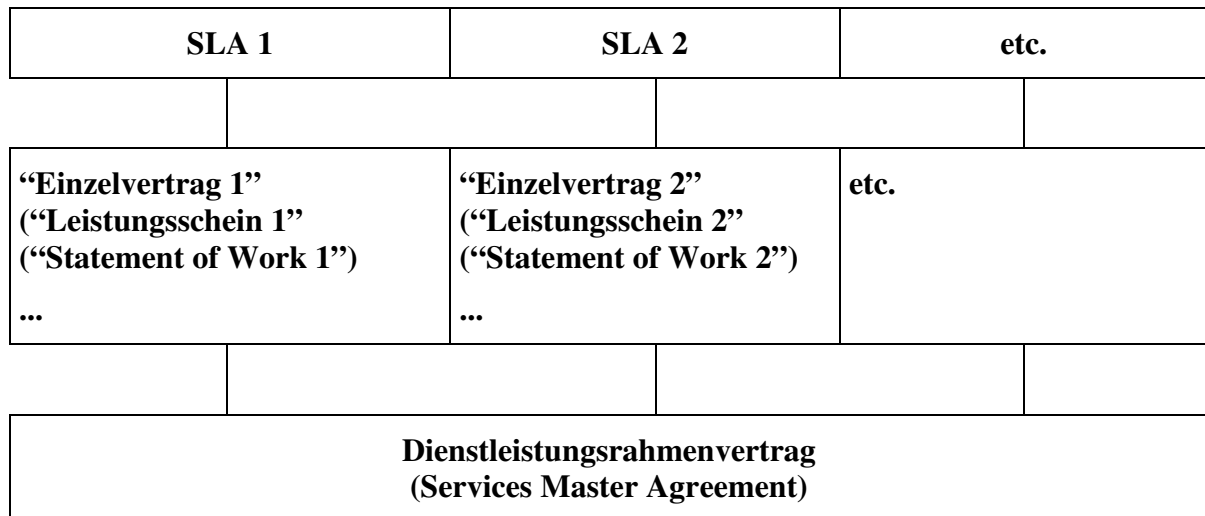 SLA 1 SLA 2 etc.
“Einzelvertrag 1”
(“Leistungsschein 1”
(“Statement of Work 1”)
...
“Einzelvertrag 2”
(“Leistungsschein 2”
(“Statement of Work 2”)
...
etc.
Dienstleistungsrahmenvertrag
(Services Master Agreement)